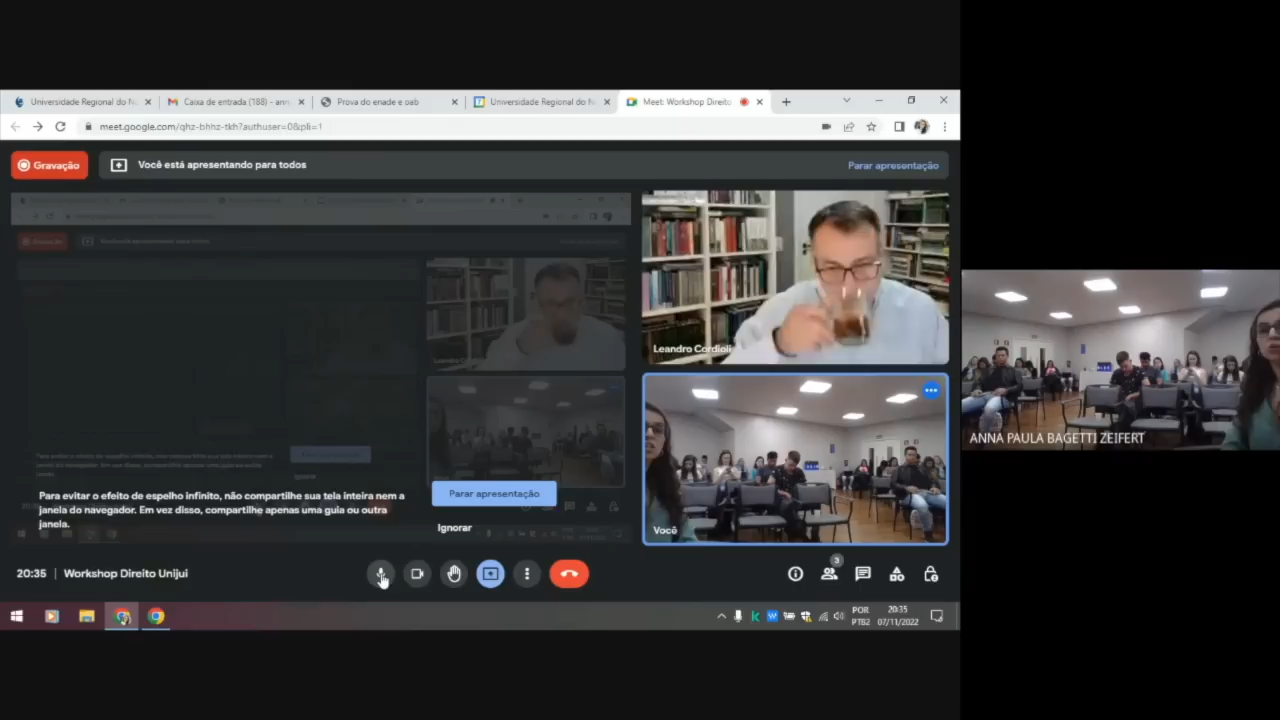 Universidade Regional do N
Caixa de entrada (188) - ann
Prova do enade e oab
Universidade Regional do N
Meet: Workshop Direito
meet.google.com/qhz-bhhz-tkh?authuser=0&pli=1
Gravação
Você está apresentando para todos
Parar apresentação
Leandro Cordioli
Para evitar o efeito de espelho infinito, não compartilhe sua tela inteira nem a
janela do navegador. Em vez disso, compartilhe apenas uma guia ou outra
janela.
Parar apresentação
Ignorar
Você
ANNA PAULA BAGETTI ZEIFERT
20:35 | Workshop Direito Unijui
3
POR
PTB2
20:35
07/11/2022